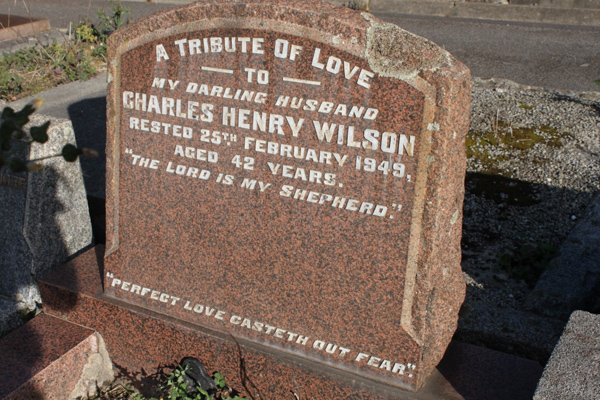 A TRIBUTE OF LOVE
TO
MY DARLING HUSBAND
CHARLES HENRY WILSON
RESTED 25TH FEBRUARY 1949,
AGED 42 YEARS.
"THE LORD IS MY SHEPHERD."
"PERFECT LOVE CASTETH OUT FEAR."